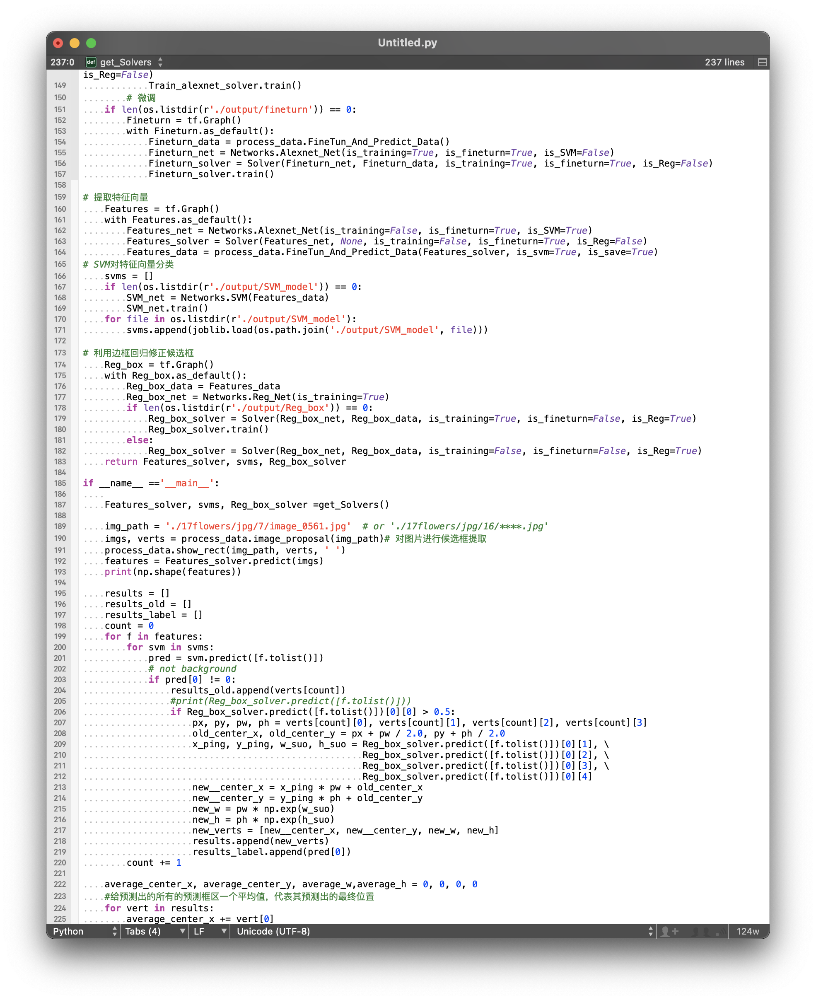 Untitled.py
237:0 def get_Solvers 237 lines
is_Reg=False)
149 Train_alexnet_solver.train()
150 # 微调
151 if len(os.listdir(r'./output/fineturn')) == 0:
152 Fineturn = tf.Graph()
153 with Fineturn.as_default():
154 Fineturn_data = process_data.FineTun_And_Predict_Data()
155 Fineturn_net = Networks.Alexnet_Net(is_training=True, is_fineturn=True, is_SVM=False)
156 Fineturn_solver = Solver(Fineturn_net, Fineturn_data, is_training=True, is_fineturn=True, is_Reg=False)
157 Fineturn_solver.train()
158
159 # 提取特征向量
160 Features = tf.Graph()
161 with Features.as_default():
162 Features_net = Networks.Alexnet_Net(is_training=False, is_fineturn=True, is_SVM=True)
163 Features_solver = Solver(Features_net, None, is_training=False, is_fineturn=True, is_Reg=False)
164 Features_data = process_data.FineTun_And_Predict_Data(Features_solver, is_svm=True, is_save=True)
165 # SVM对特征向量分类
166 svms = []
167 if len(os.listdir(r'./output/SVM_model')) == 0:
168 SVM_net = Networks.SVM(Features_data)
169 SVM_net.train()
170 for file in os.listdir(r'./output/SVM_model'):
171 svms.append(joblib.load(os.path.join('./output/SVM_model', file)))
172
173 # 利用边框回归修正候选框
174 Reg_box = tf.Graph()
175 with Reg_box.as_default():
176 Reg_box_data = Features_data
177 Reg_box_net = Networks.Reg_Net(is_training=True)
178 if len(os.listdir(r'./output/Reg_box')) == 0:
179 Reg_box_solver = Solver(Reg_box_net, Reg_box_data, is_training=True, is_fineturn=False, is_Reg=True)
180 Reg_box_solver.train()
181 else:
182 Reg_box_solver = Solver(Reg_box_net, Reg_box_data, is_training=False, is_fineturn=False, is_Reg=True)
183 return Features_solver, svms, Reg_box_solver
184
185 if __name__ =='__main__':
186
187 Features_solver, svms, Reg_box_solver =get_Solvers()
188
189 img_path = './17flowers/jpg/7/image_0561.jpg' # or './17flowers/jpg/16/****.jpg'
190 imgs, verts = process_data.image_proposal(img_path)# 对图片进行候选框提取
191 process_data.show_rect(img_path, verts, ' ')
192 features = Features_solver.predict(imgs)
193 print(np.shape(features))
194
195 results = []
196 results_old = []
197 results_label = []
198 count = 0
199 for f in features:
200 for svm in svms:
201 pred = svm.predict([f.tolist()])
202 # not background
203 if pred[0] != 0:
204 results_old.append(verts[count])
205 #print(Reg_box_solver.predict([f.tolist()]))
206 if Reg_box_solver.predict([f.tolist()])[0][0] > 0.5:
207 px, py, pw, ph = verts[count][0], verts[count][1], verts[count][2], verts[count][3]
208 old_center_x, old_center_y = px + pw / 2.0, py + ph / 2.0
209 x_ping, y_ping, w_suo, h_suo = Reg_box_solver.predict([f.tolist()])[0][1], \
210 Reg_box_solver.predict([f.tolist()])[0][2], \
211 Reg_box_solver.predict([f.tolist()])[0][3], \
212 Reg_box_solver.predict([f.tolist()])[0][4]
213 new__center_x = x_ping * pw + old_center_x
214 new__center_y = y_ping * ph + old_center_y
215 new_w = pw * np.exp(w_suo)
216 new_h = ph * np.exp(h_suo)
217 new_verts = [new__center_x, new__center_y, new_w, new_h]
218 results.append(new_verts)
219 results_label.append(pred[0])
220 count += 1
221
222 average_center_x, average_center_y, average_w,average_h = 0, 0, 0, 0
223 #给预测出的所有的预测框区一个平均值，代表其预测出的最终位置
224 for vert in results:
225 average_center_x += vert[0]
Python Tabs (4) LF Unicode (UTF-8) 124w